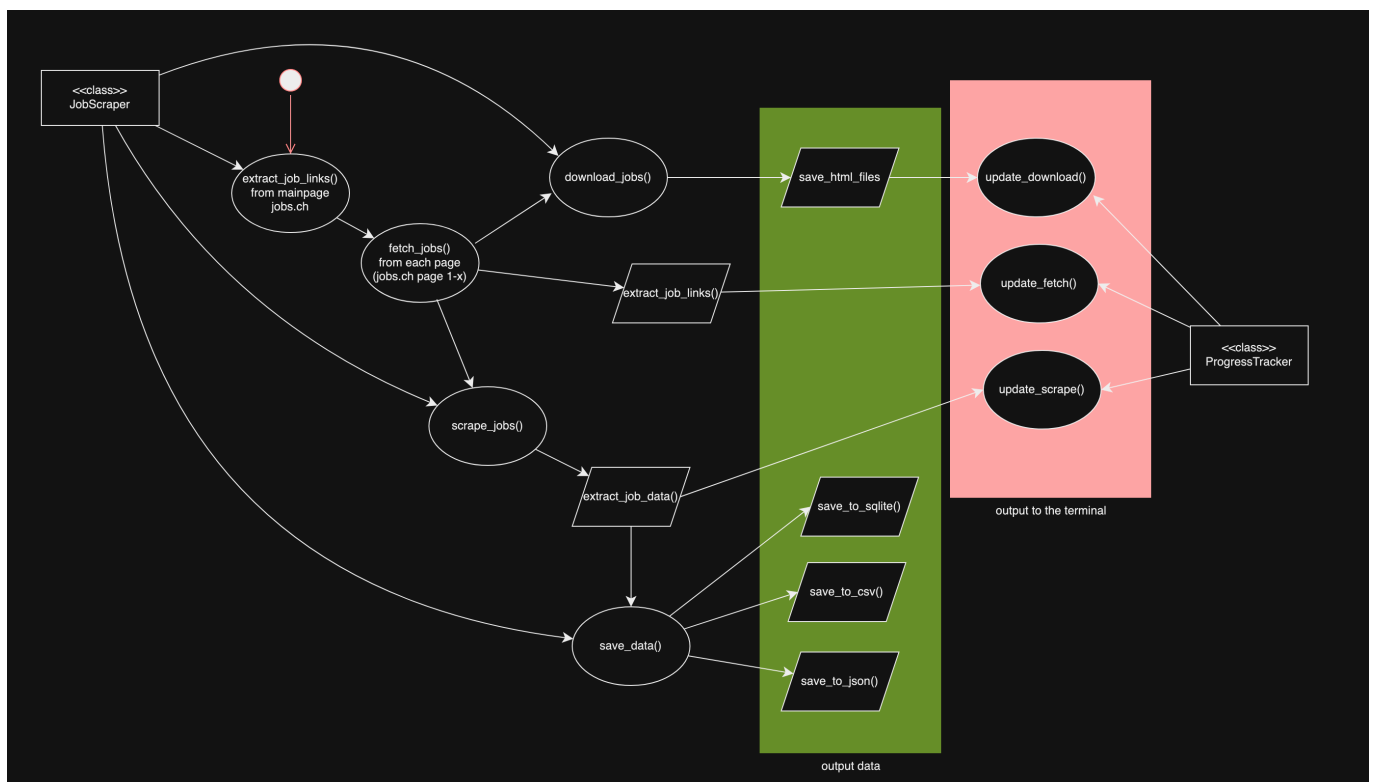 <<class>>
JobScraper
extract_job_links()
from mainpage
jobs.ch
download_jobs()
save_html_files
update_download()
fetch_jobs()
from each page
(jobs.ch page 1-x)
extract_job_links()
update_fetch()
<<class>>
ProgressTracker
update_scrape()
scrape_jobs()
extract_job_data()
save_to_sqlite()
output to the terminal
save_to_csv()
save_data()
save_to_json()
output data